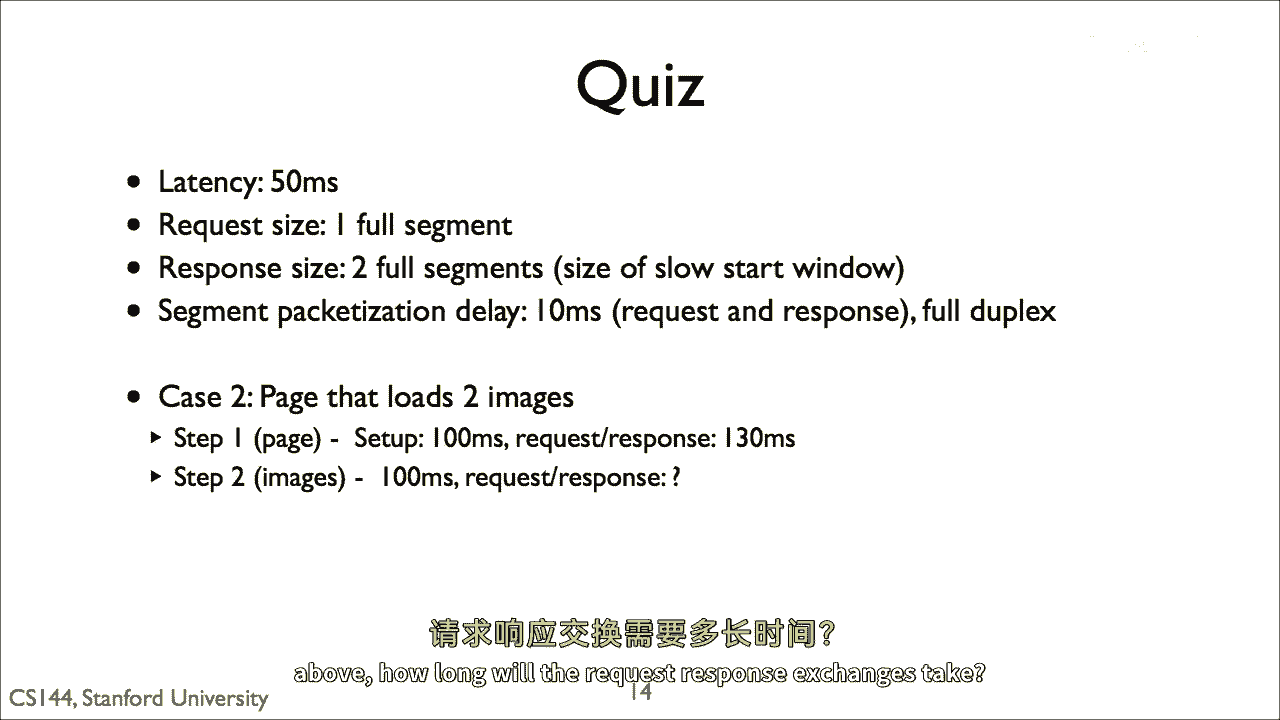 Quiz
• Latency: 50ms
• Request size: 1 full segment
• Response size: 2 full segments (size of slow start window)
• Segment packetization delay: 10ms (request and response), full duplex
• Case 2: Page that loads 2 images
‣ Step 1 (page) - Setup: 100ms, request/response: 130ms
‣ Step 2 (images) - 100ms, request/response: ?
请求响应交换需要多长时间？
above, how long will the request response exchanges take?
CS144, Stanford University
14